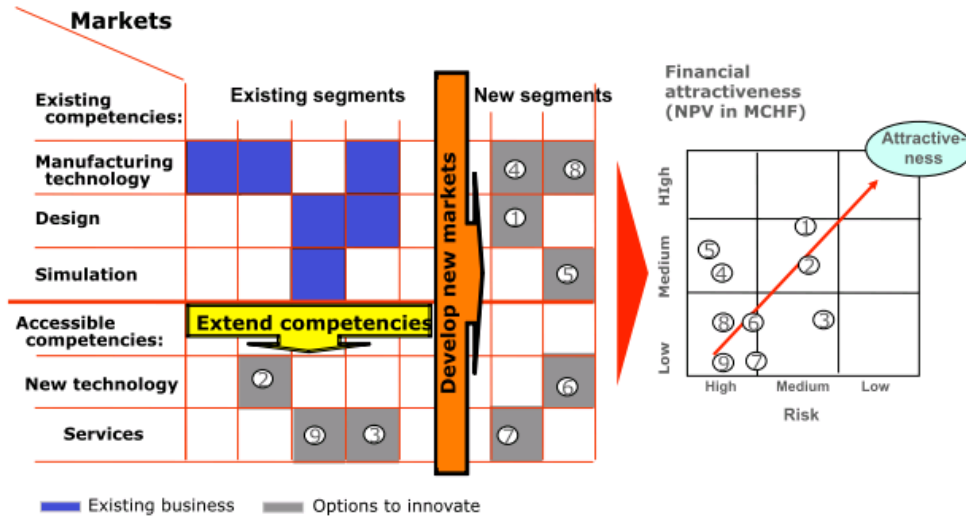 Markets
Existing competencies:
Existing segments
New segments
Manufacturing technology
④
⑧
Design
①
Simulation
⑤
Accessible competencies:
Extend competencies
Develop new markets
New technology
②
⑥
Services
⑨
③
⑦
Existing business
Options to innovate
Financial
attractiveness
(NPV in MCHF)
Attractive-
ness
HIgh
Medium
Low
①
⑤
②
④
⑧
⑥
③
⑨
⑦
High
Medium
Low
Risk